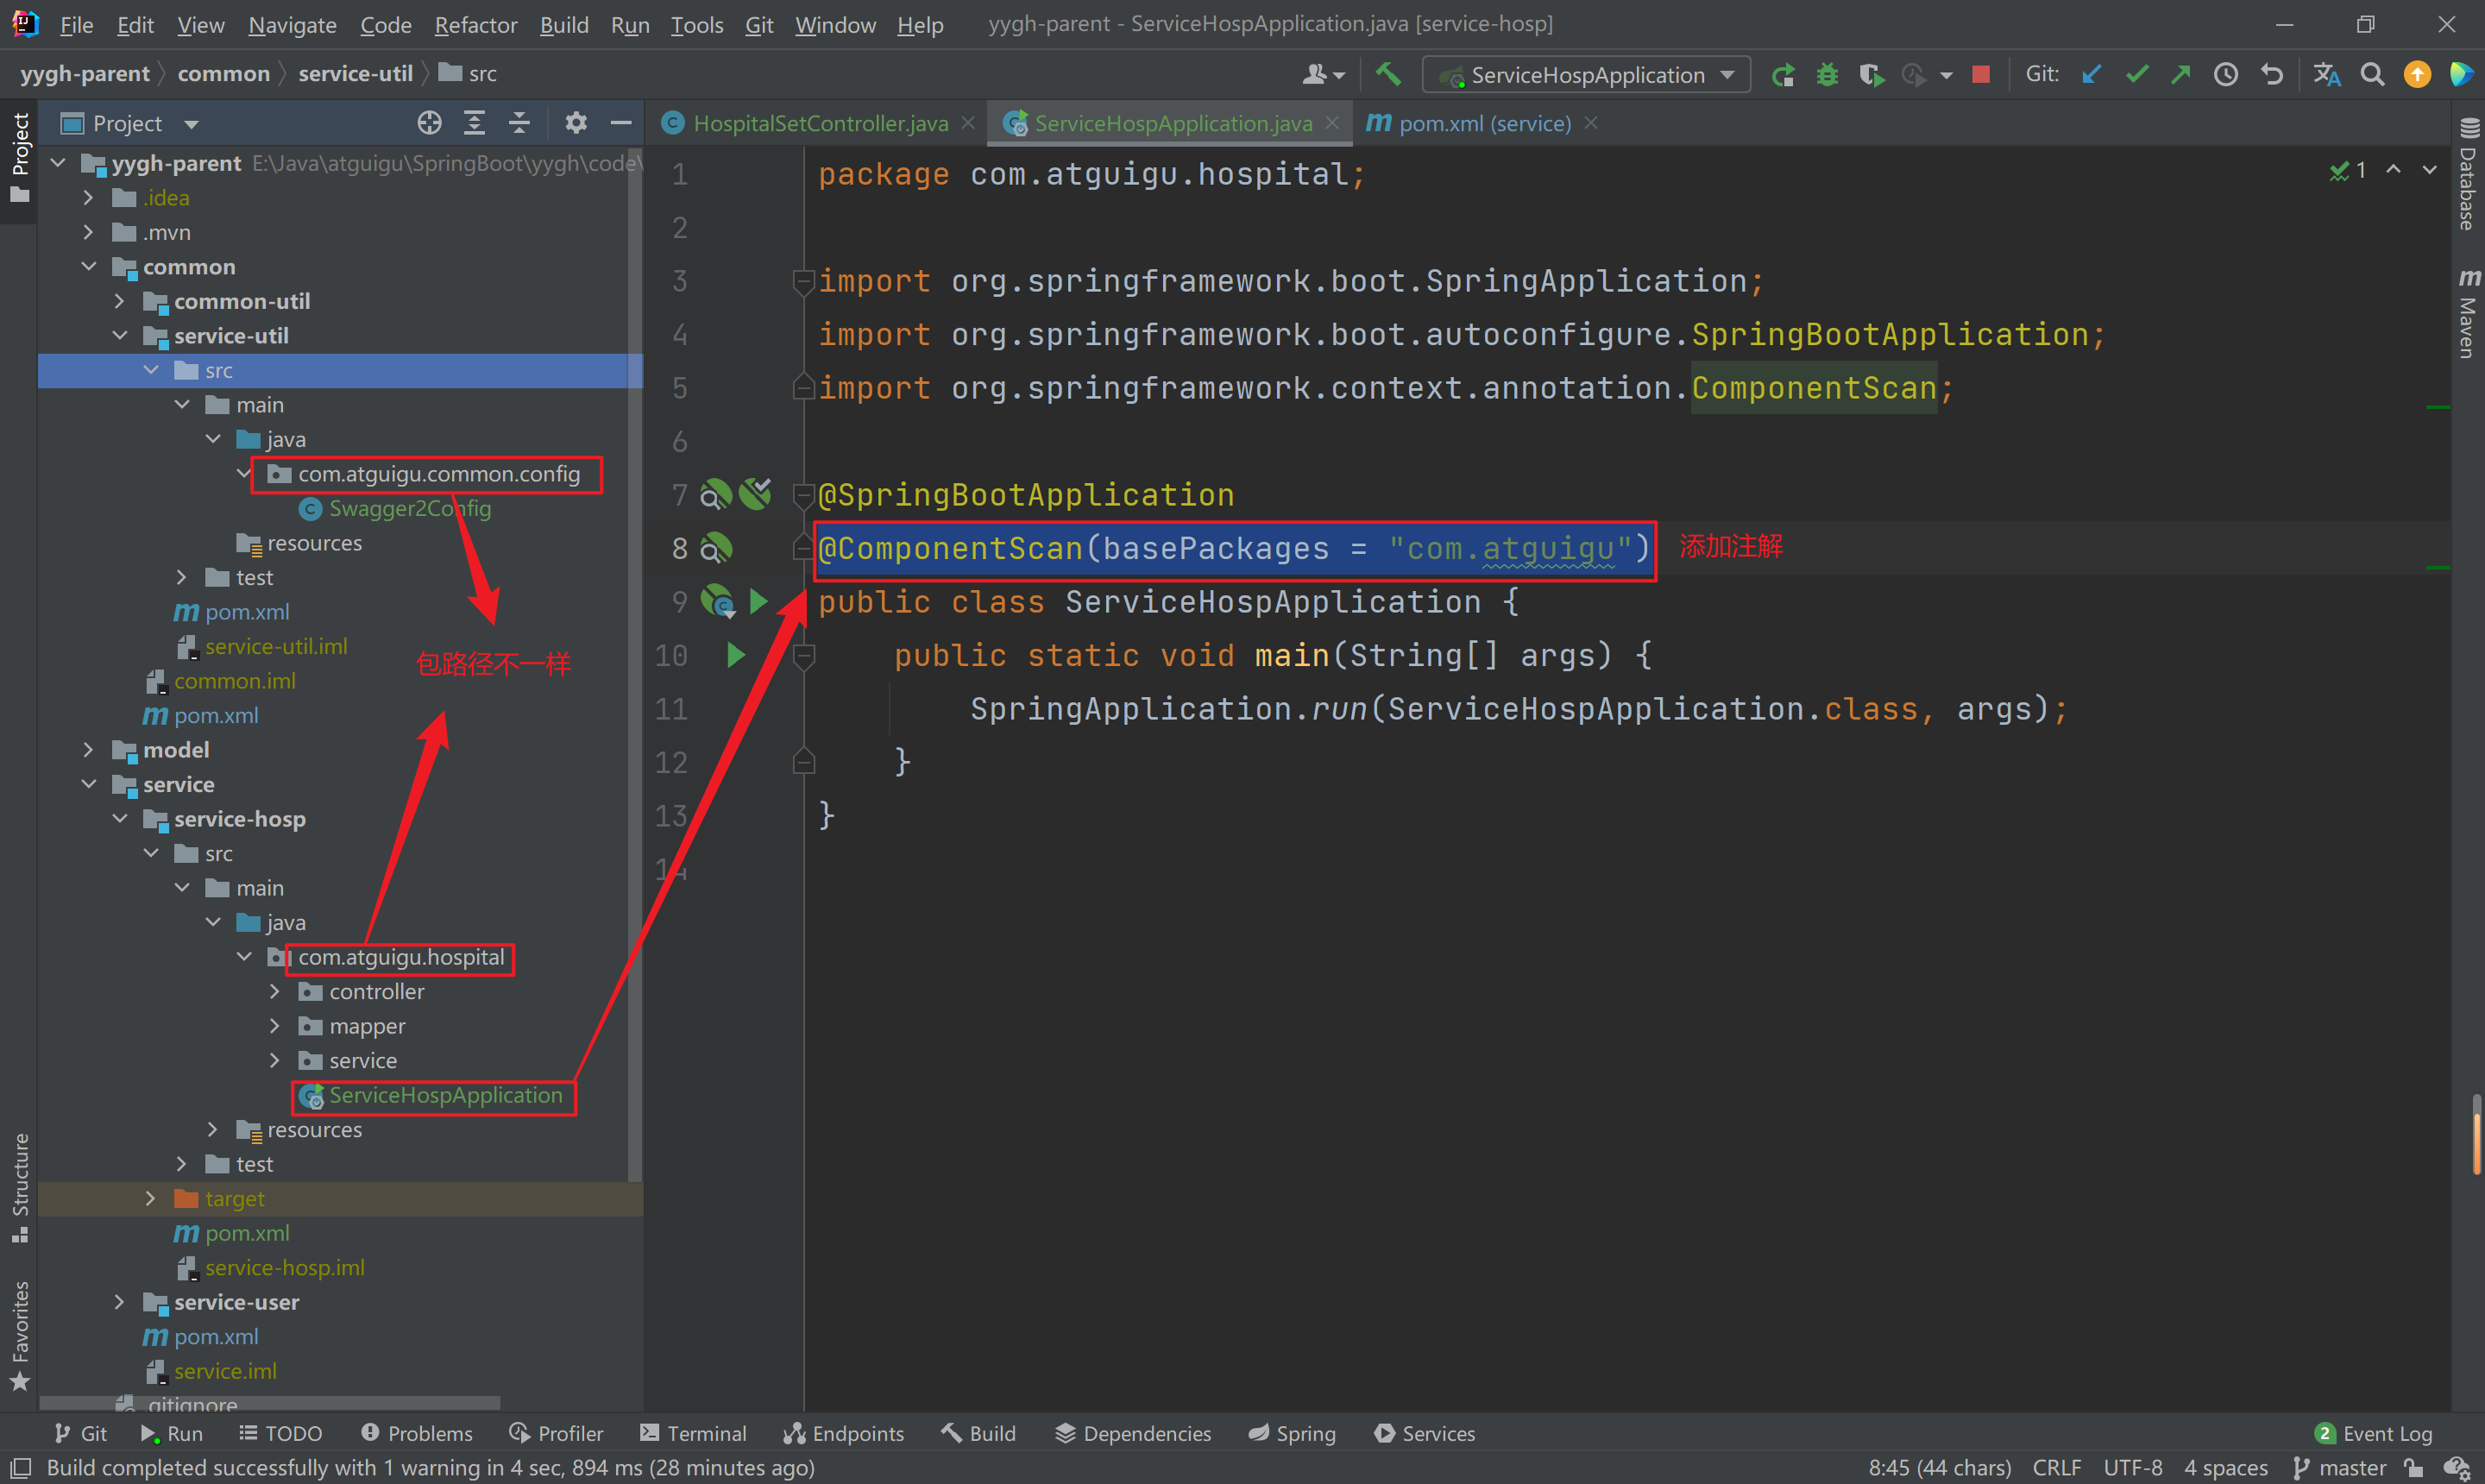 File Edit View Navigate Code Refactor Build Run Tools Git Window Help yygh-parent - ServiceHospApplication.java [service-hosp]
yygh-parent common service-util src ServiceHospApplication Git:
Project
Project
HospitalSetController.java ServiceHospApplication.java pom.xml (service)
yygh-parent E:\Java\atguigu\SpringBoot\yygh\code\
.idea
.mvn
common
common-util
service-util
src
main
java
com.atguigu.common.config
Swagger2Config
resources
test
pom.xml
service-util.iml
包路径不一样
common.iml
pom.xml
model
service
service-hosp
src
main
java
com.atguigu.hospital
controller
mapper
service
ServiceHospApplication
resources
test
target
pom.xml
service-hosp.iml
service-user
pom.xml
service.iml
.gitignore
Structure
Favorites
1 package com.atguigu.hospital;
2
3 import org.springframework.boot.SpringApplication;
4 import org.springframework.boot.autoconfigure.SpringBootApplication;
5 import org.springframework.context.annotation.ComponentScan;
6
7 @SpringBootApplication
8 @ComponentScan(basePackages = "com.atguigu") 添加注解
9 public class ServiceHospApplication {
10 public static void main(String[] args) {
11 SpringApplication.run(ServiceHospApplication.class, args);
12 }
13 }
14
1
Database
Maven
Git Run TODO Problems Profiler Terminal Endpoints Build Dependencies Spring Services 2 Event Log
Build completed successfully with 1 warning in 4 sec, 894 ms (28 minutes ago) 8:45 (44 chars) CRLF UTF-8 4 spaces master